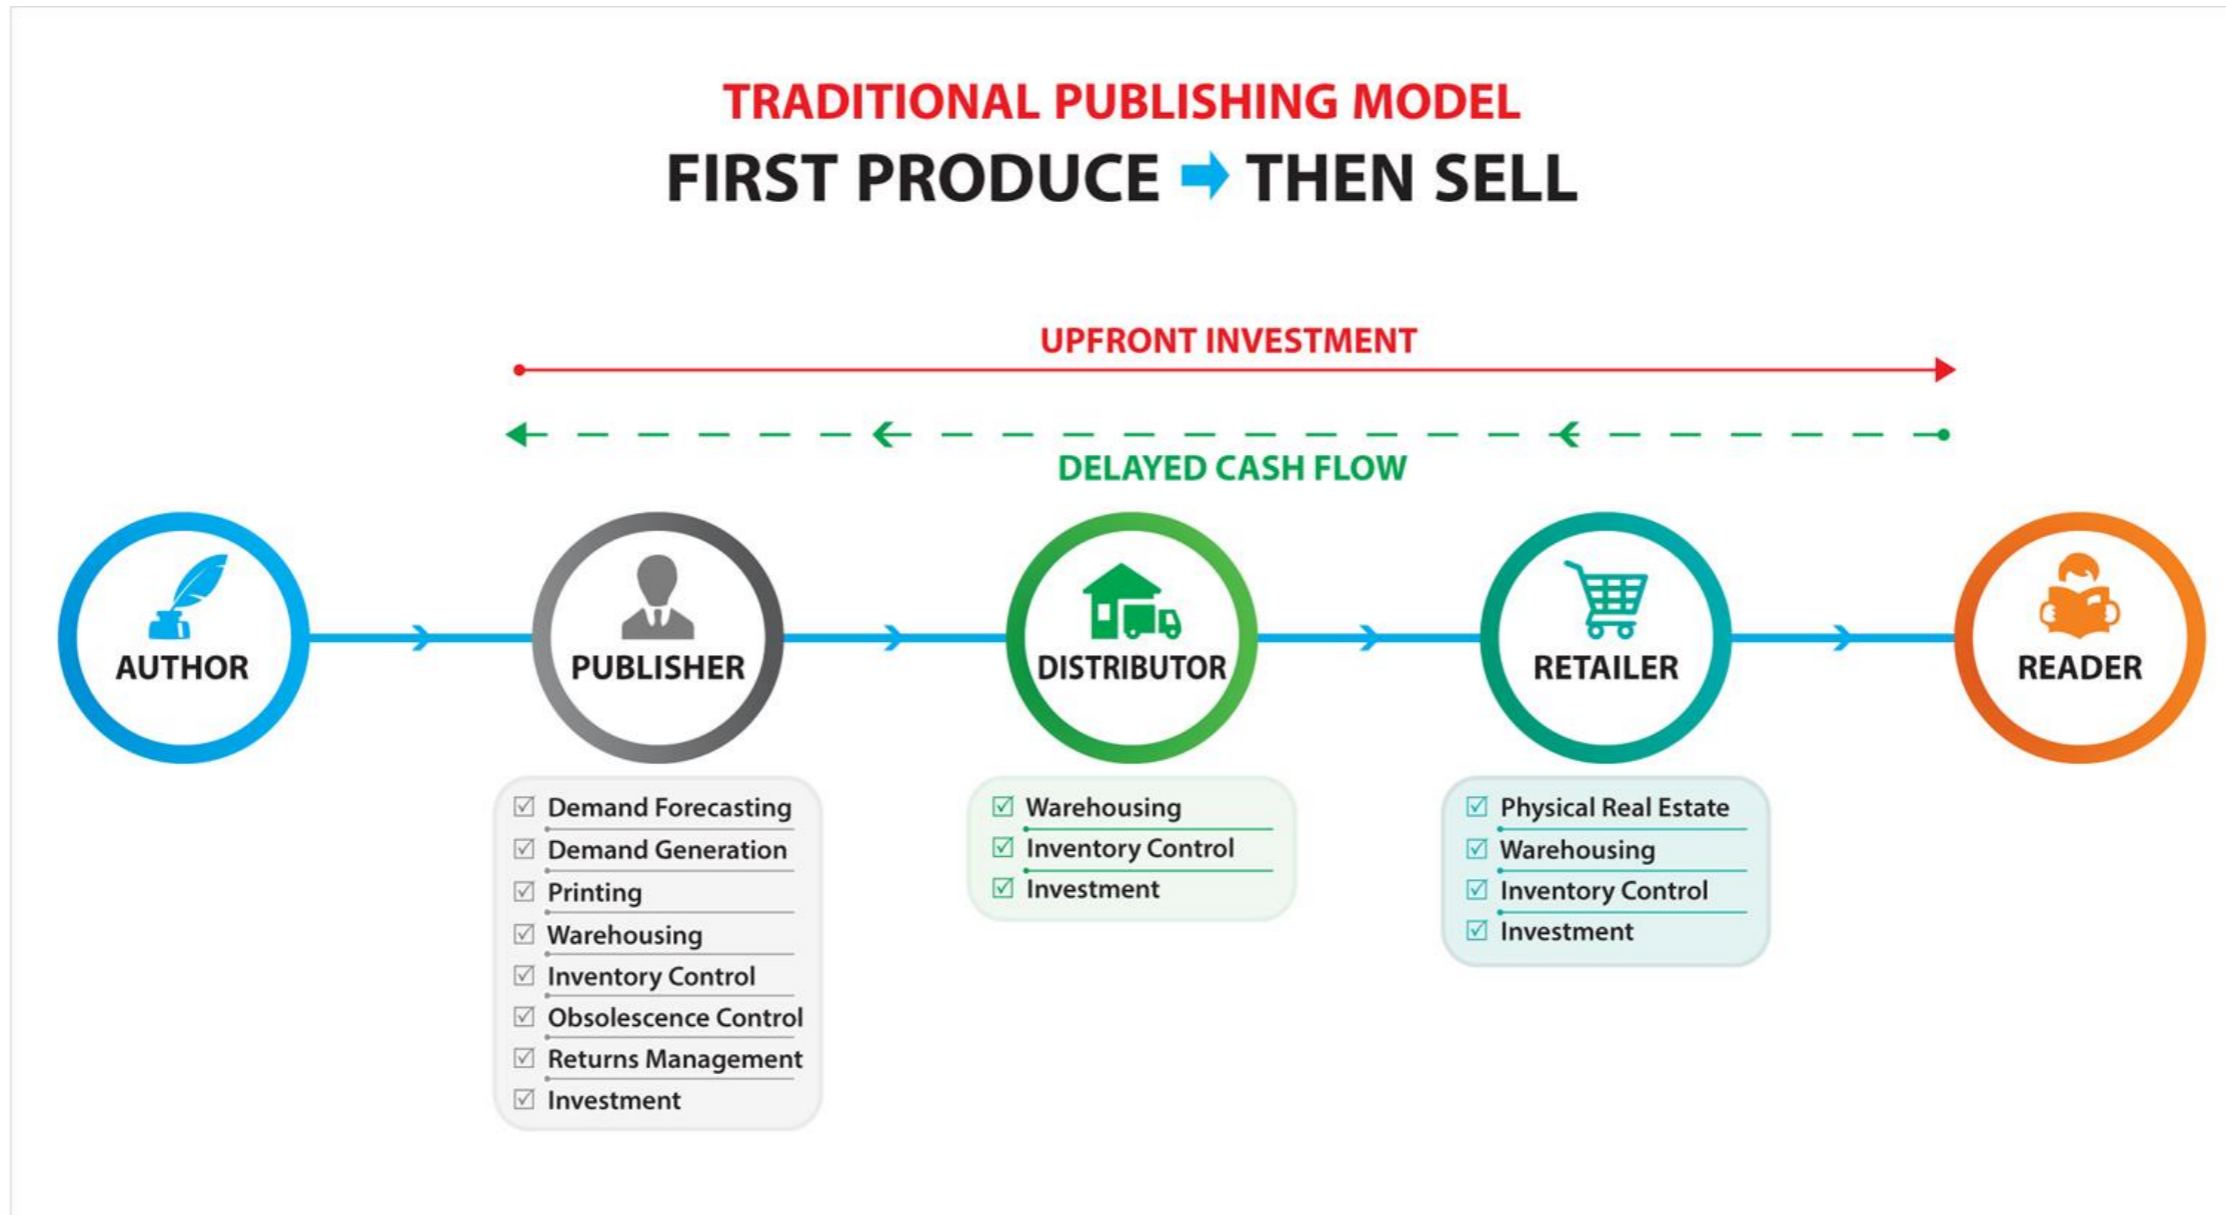 TRADITIONAL PUBLISHING MODEL
FIRST PRODUCE THEN SELL
UPFRONT INVESTMENT
DELAYED CASH FLOW
AUTHOR
PUBLISHER
DISTRIBUTOR
RETAILER
READER
Demand Forecasting
Demand Generation
Printing
Warehousing
Inventory Control
Obsolescence Control
Returns Management
Investment
Warehousing
Inventory Control
Investment
Physical Real Estate
Warehousing
Inventory Control
Investment